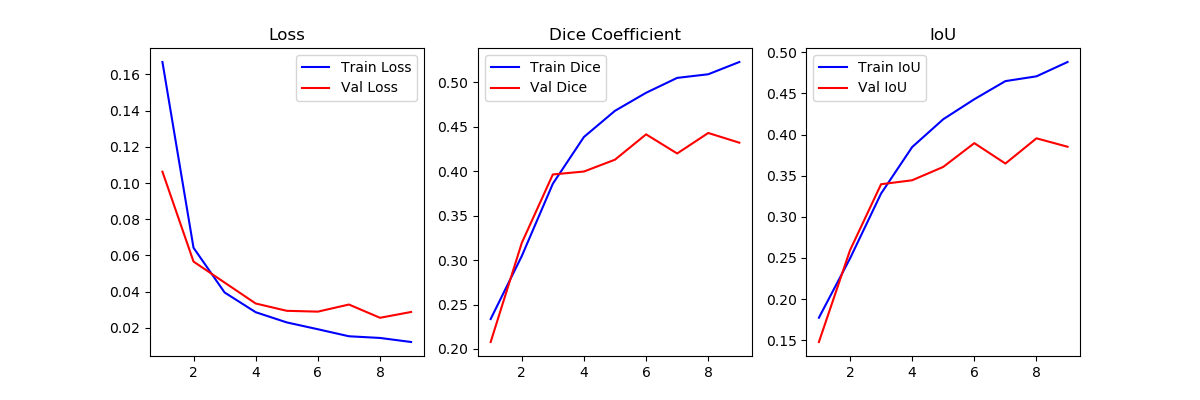 Loss
Train Loss
Val Loss
0.16
0.14
0.12
0.10
0.08
0.06
0.04
0.02
2 4 6 8
Dice Coefficient
Train Dice
Val Dice
0.50
0.45
0.40
0.35
0.30
0.25
0.20
2 4 6 8
IoU
Train IoU
Val IoU
0.50
0.45
0.40
0.35
0.30
0.25
0.20
0.15
2 4 6 8